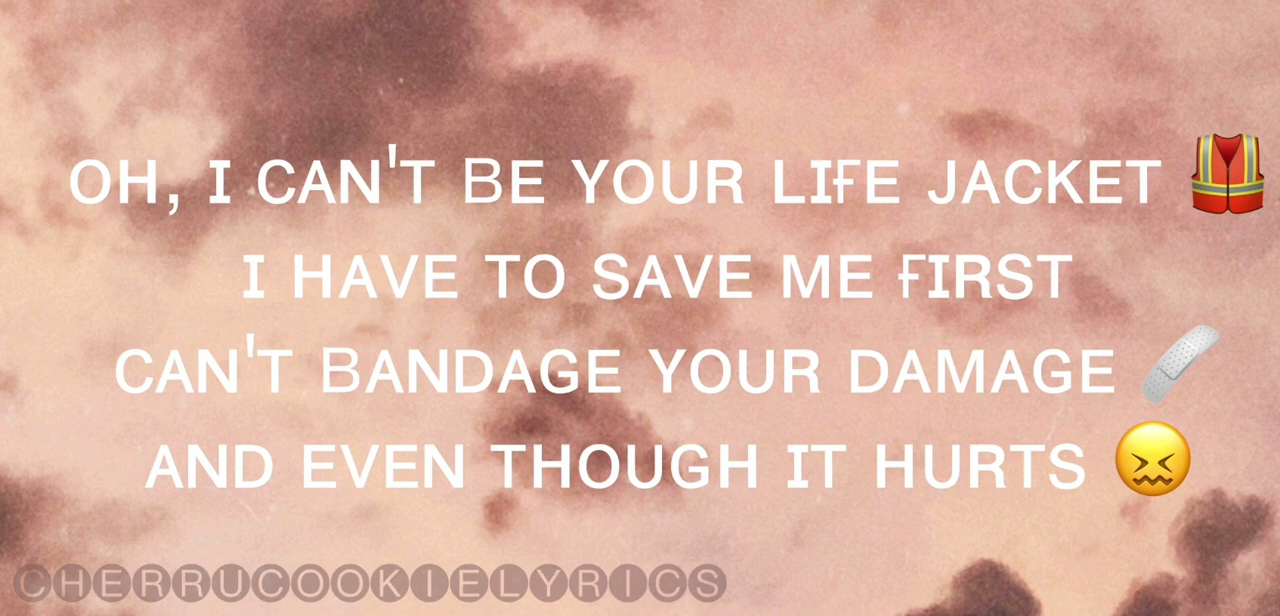 OH, I CAN'T BE YOUR LIFE JACKET 🦺
I HAVE TO SAVE ME FIRST
CAN'T BANDAGE YOUR DAMAGE 🩹
AND EVEN THOUGH IT HURTS 😖
CHERRUCOOKIELYRICS